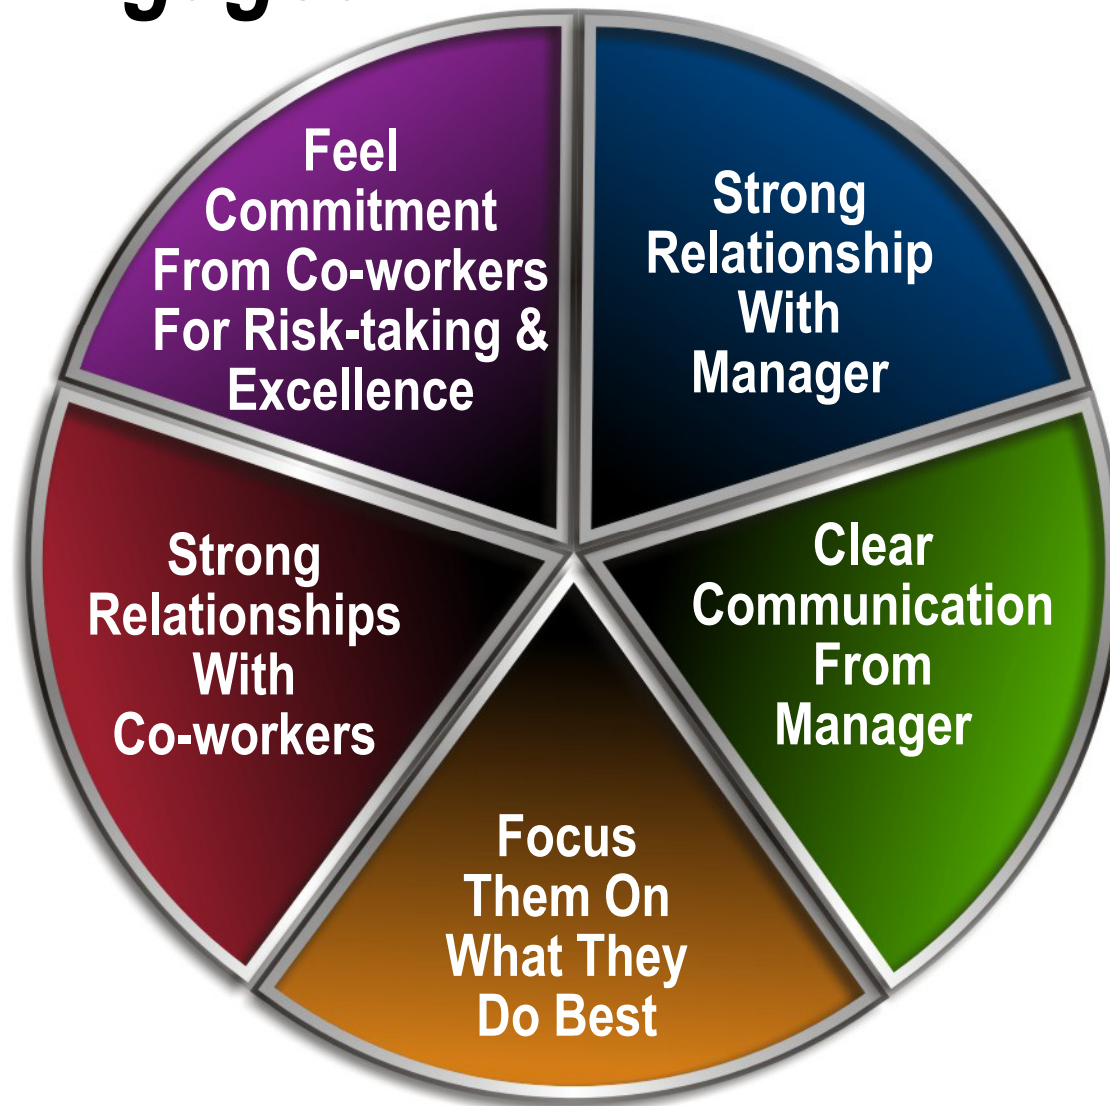 Feel
Commitment
From Co-workers
For Risk-taking &
Excellence
Strong
Relationship
With
Manager
Clear
Communication
From
Manager
Focus
Them On
What They
Do Best
Strong
Relationships
With
Co-workers